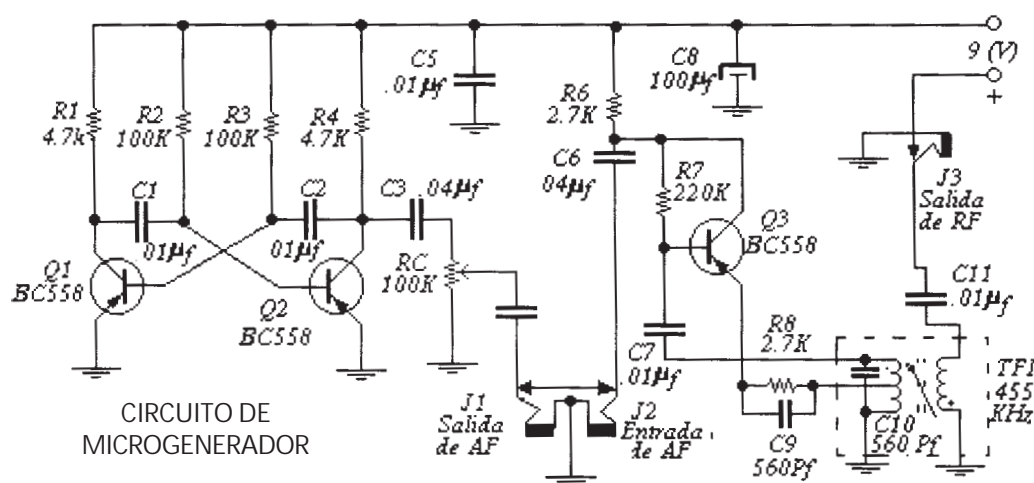 9 (V)
+
C5
.01µf
C8
100µf
R1
4.7k
R2
100K
R3
100K
R4
4.7K
R6
2.7K
C6
04µf
R7
220K
J3
Salida
de RF
C1
01µf
C2
01µf
C3
.04µf
Q3
BC558
Q1
BC558
Q2
BC558
RC
100K
C11
.01µf
C7
.01µf
R8
2.7K
TF1
455
KHz
J1
Salida
de AF
J2
Entrada
de AF
C9
560Pf
C10
560 Pf
CIRCUITO DE
MICROGENERADOR